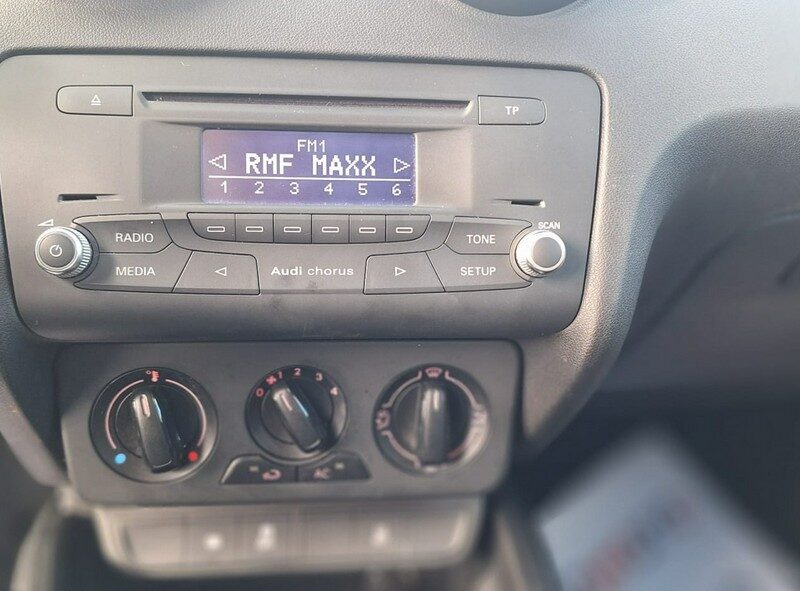 TP
FM1
RMF MAXX
1 2 3 4 5 6
SCAN
RADIO
TONE
MEDIA
Audi chorus
SETUP
0 1 2 3 4